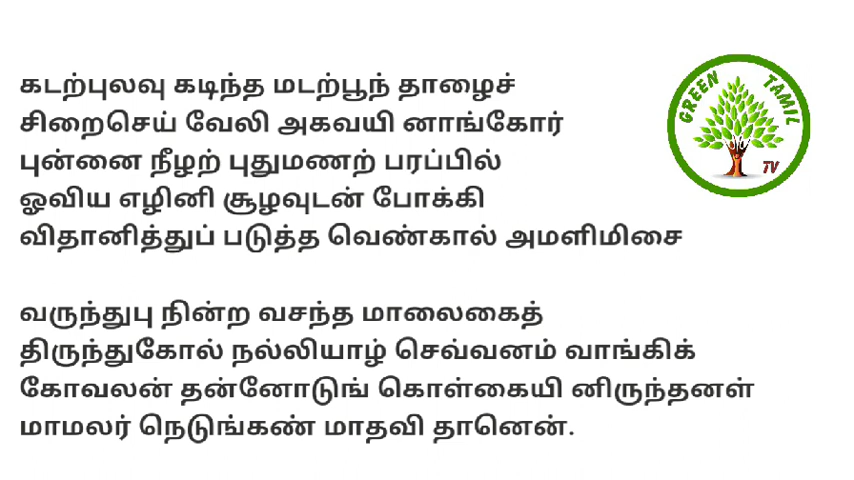 கடற்புலவு கடிந்த மடற்பூந் தாழைச்
சிறைசெய் வேலி அகவயி னாங்கோர்
புன்னை நீழற் புதுமணற் பரப்பில்
ஓவிய எழினி சூழவுடன் போக்கி
விதானித்துப் படுத்த வெண்கால் அமளிமிசை
வருந்துபு நின்ற வசந்த மாலைகைத்
திருந்துகோல் நல்லியாழ் செவ்வனம் வாங்கிக்
கோவலன் தன்னோடுங் கொள்கையி னிருந்தனள்
மாமலர் நெடுங்கண் மாதவி தானென்.
GREEN TAMIL
TV